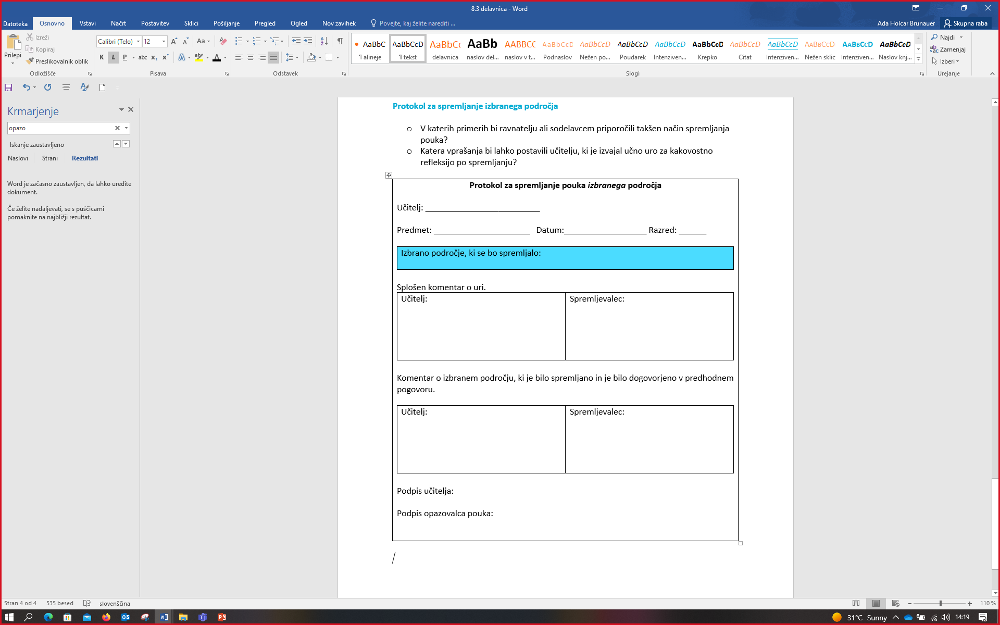 8.3 delavnica - Word
Datoteka Osnovno Vstavi Načrt Postavitev Sklici Pošiljanje Pregled Ogled Nov zavihek Povejte, kaj želite narediti ... Ada Holcar Brunauer Skupna raba
Prilepi
Izreži
Kopiraj
Preslikovalnik oblik
Odložišče
Calibri (Telo) 12
K L P abc x₂ x²
Pisava
Odstavek
AaBbC AaBbCcD AaBbCc AaBb AABBCC AaBbCcD AaBbCcD AaBbCcD AaBbCcD AaBbCcD AaBbCcD AaBbCcD AaBbCcD AaBbCcD AaBbCcD
¶ alineje ¶ tekst delavnica naslov del... naslov v t... Podnaslov Nežen po... Poudarek Intenziven... Krepko Citat Intenziven... Nežen sklic Intenziven... Naslov knj...
Slogi
Najdi
Zamenjaj
Izberi
Urejanje
Krmarjenje
opazo
Iskanje zaustavljeno
Naslovi Strani Rezultati
Word je začasno zaustavljen, da lahko uredite
dokument.
Če želite nadaljevati, se s puščicami
pomaknite na najbližji rezultat.
Protokol za spremljanje izbranega področja
o V katerih primerih bi ravnatelju ali sodelavcem priporočili takšen način spremljanja
pouka?
o Katera vprašanja bi lahko postavili učitelju, ki je izvajal učno uro za kakovostno
refleksijo po spremljanju?
Protokol za spremljanje pouka izbranega področja
Učitelj: _________________________
Predmet: _____________________ Datum:__________________ Razred: ______
Izbrano področje, ki se bo spremljalo:
Splošen komentar o uri.
Učitelj: Spremljevalec:
Komentar o izbranem področju, ki je bilo spremljano in je bilo dogovorjeno v predhodnem
pogovoru.
Učitelj: Spremljevalec:
Podpis učitelja:
Podpis opazovalca pouka:
/
Stran 4 od 4 535 besed slovenščina 110 %
31°C Sunny 14:19